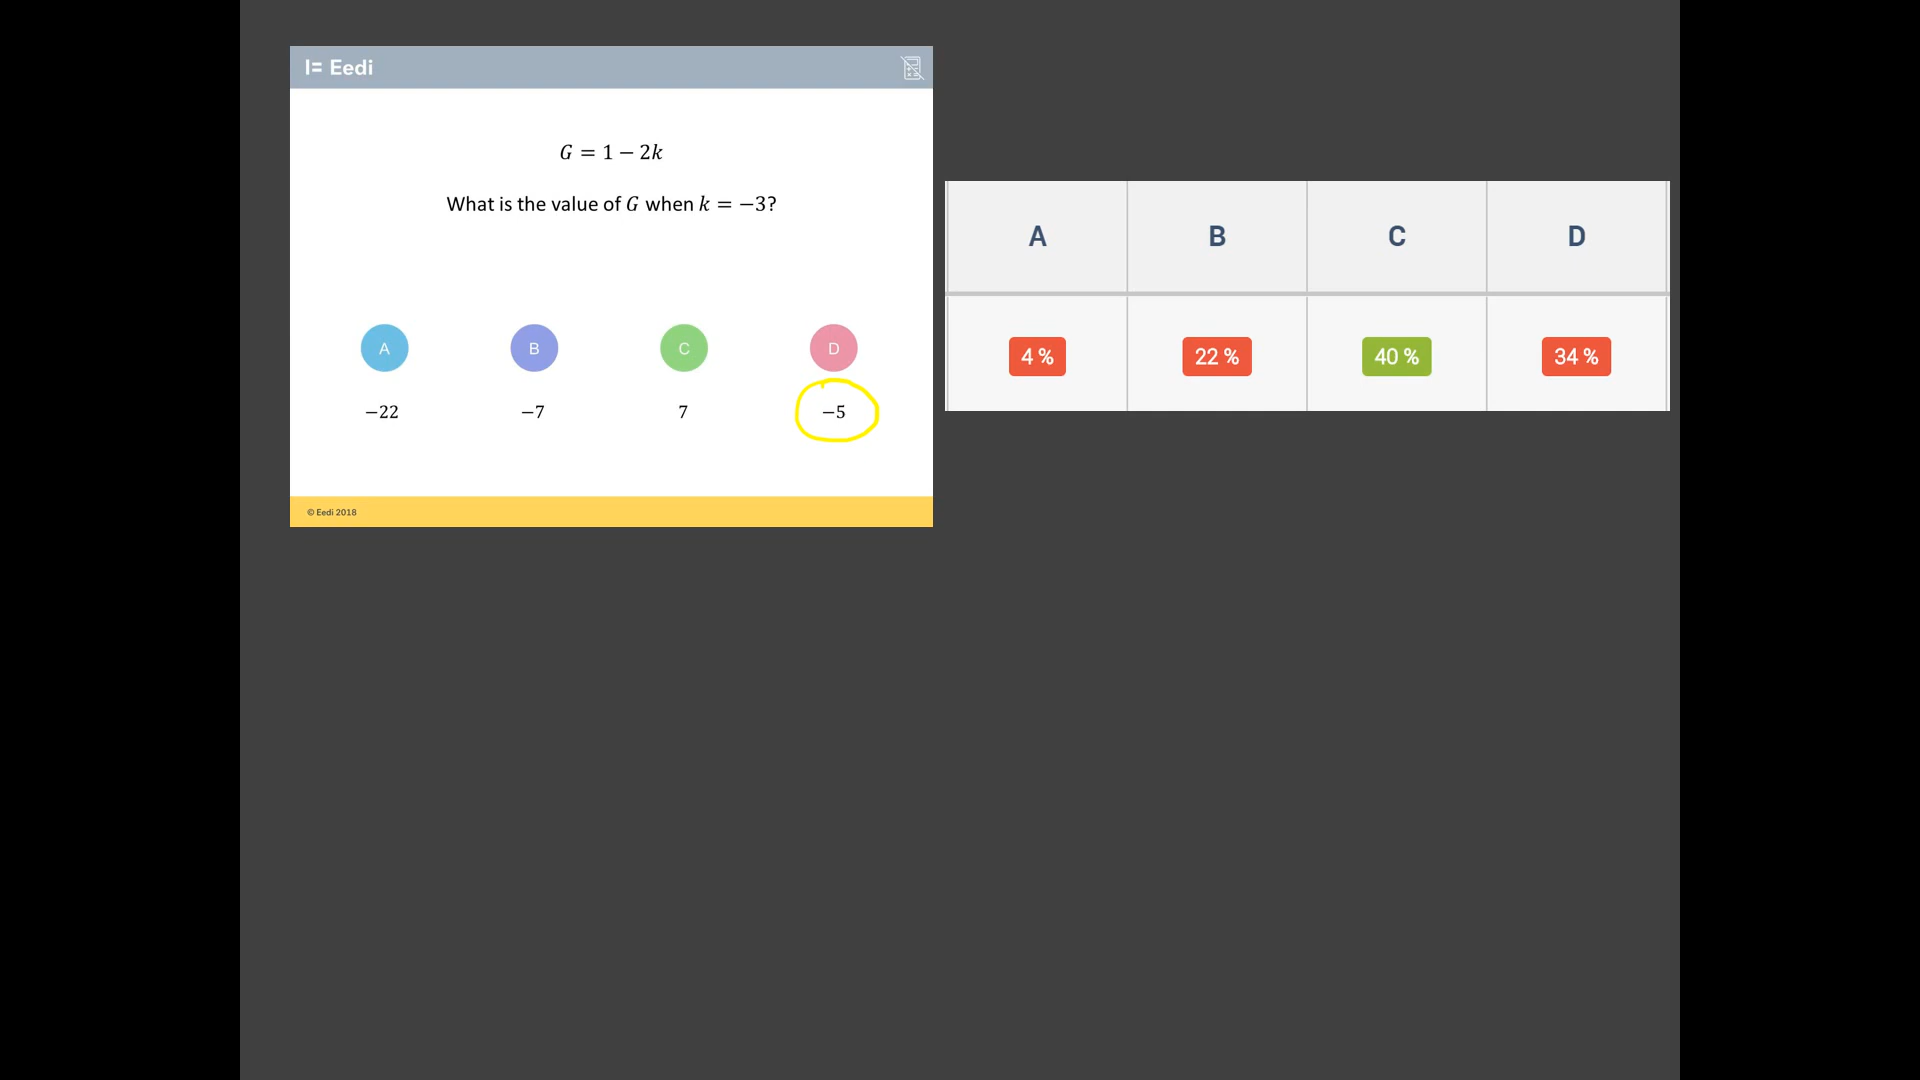 Eedi
G = 1 − 2k
What is the value of G when k = −3?
A B C D
−22 −7 7 −5
© Eedi 2018
A B C D
4 % 22 % 40 % 34 %